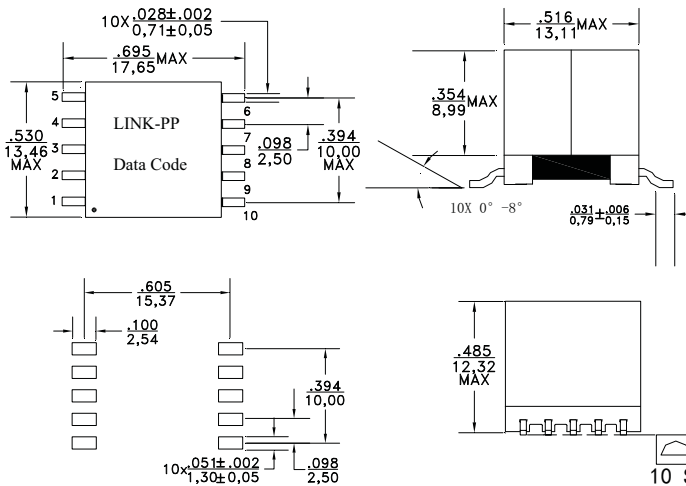 10X .028±.002
0,71±0,05
.695 MAX
17,65
5
4
3
2
1
LINK-PP
Data Code
6
7
8
9
10
.530
13,46
MAX
.098
2,50
.394
10,00
MAX
.516 MAX
13,11
.354 MAX
8,99
10X 0° -8°
.031±.006
0,79±0,15
.605
15,37
.100
2,54
.394
10,00
10x .051±.002
1,30±0,05
.098
2,50
.485
12,32
MAX
10 S